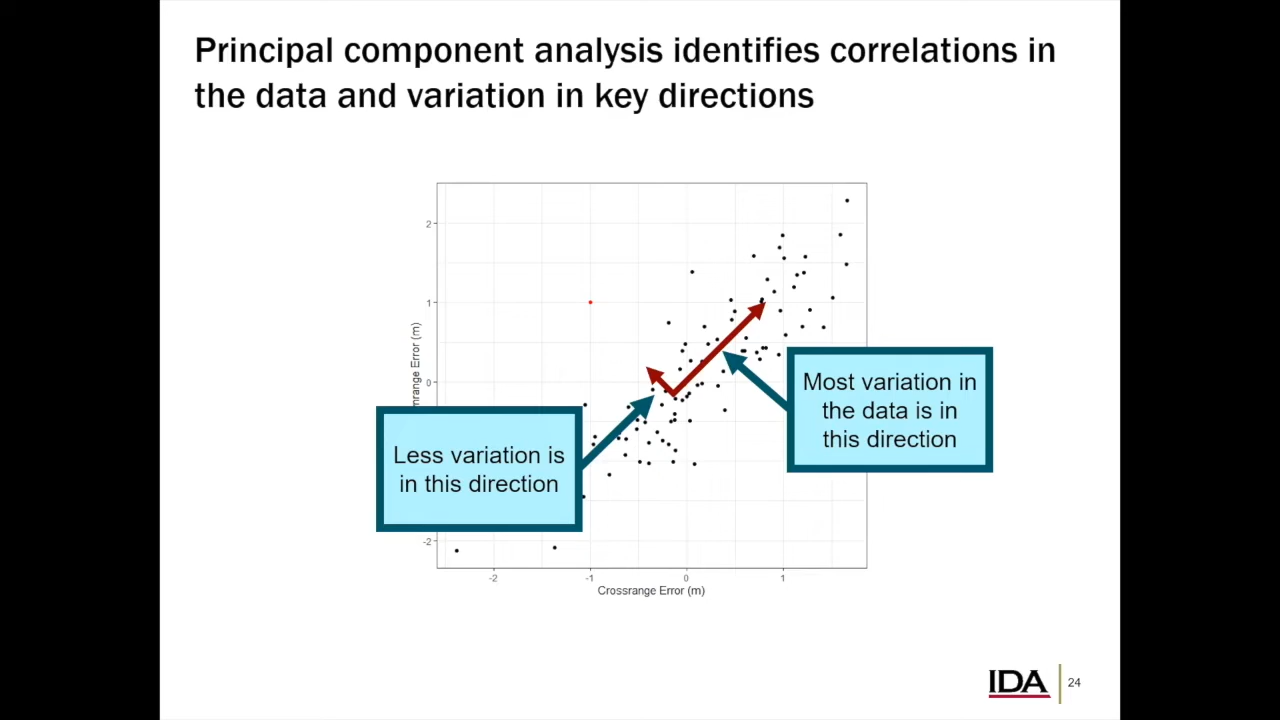 Principal component analysis identifies correlations in
the data and variation in key directions
2
1
0
-2
Error (m)
Less variation is
in this direction
Most variation in
the data is in
this direction
-2
-1
0
1
Crossrange Error (m)
IDA
24